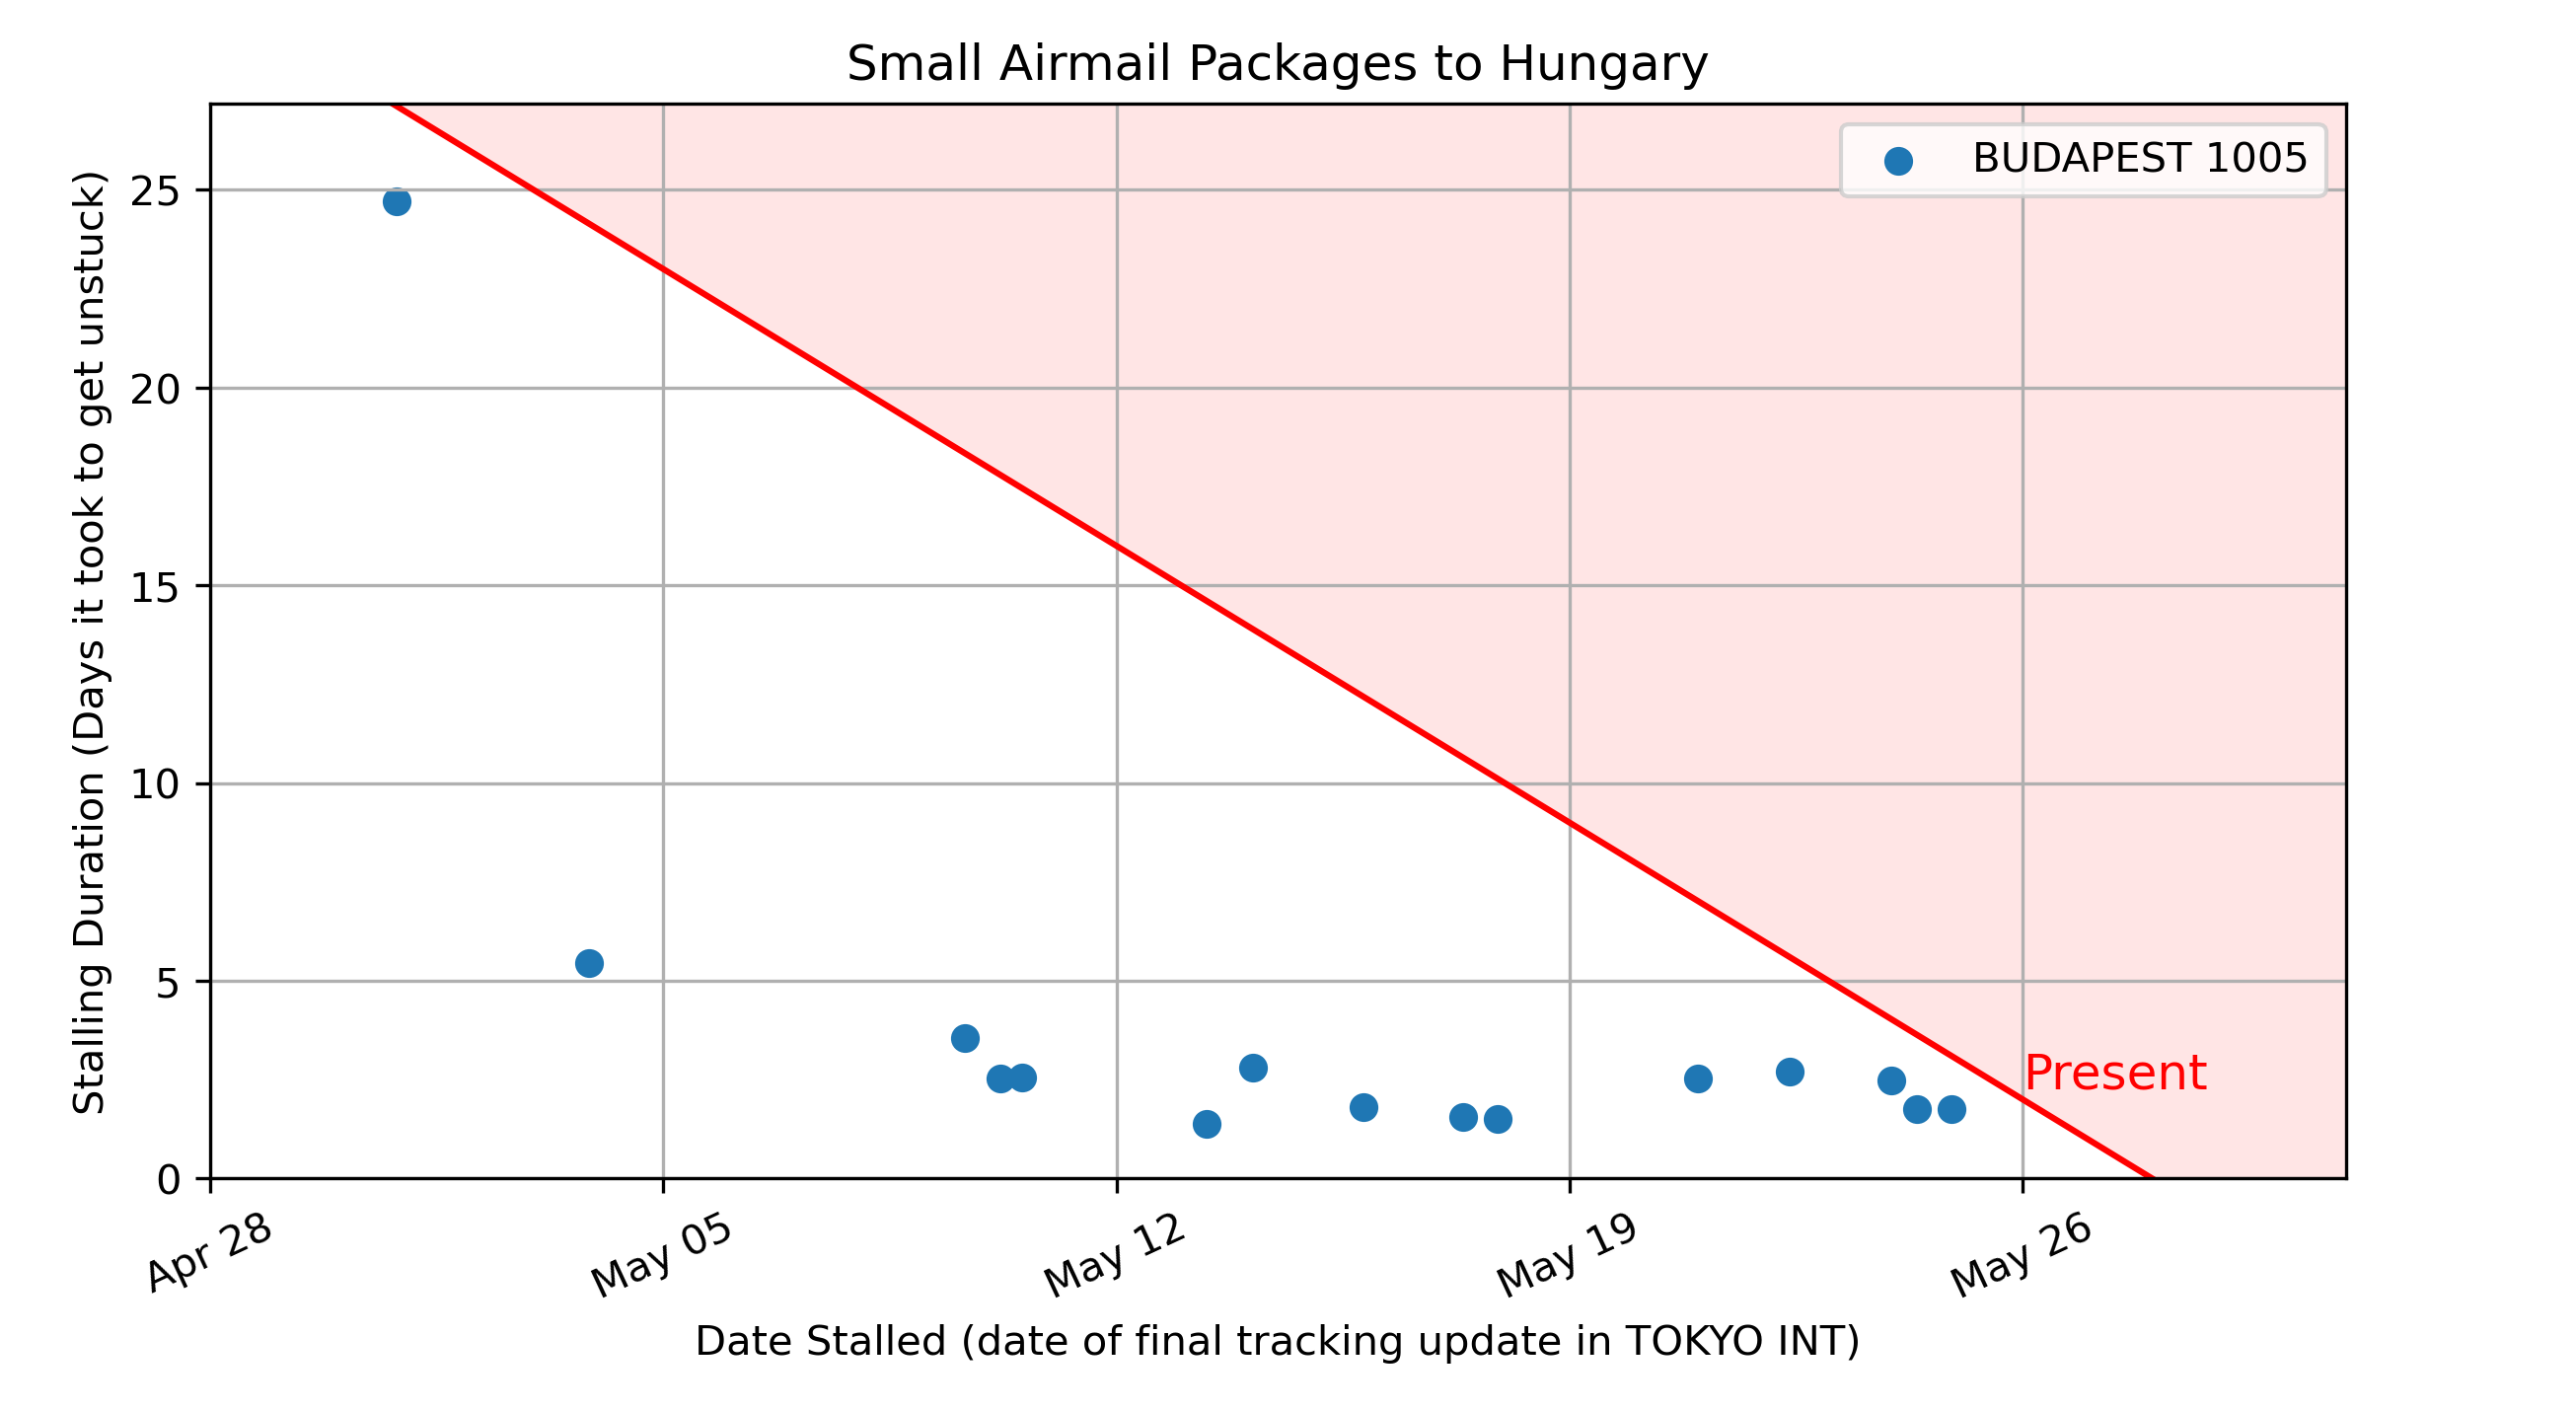 Small Airmail Packages to Hungary
BUDAPEST 1005
Stalling Duration (Days it took to get unstuck)
25
20
15
10
5
0
Present
Apr 28
May 05
May 12
May 19
May 26
Date Stalled (date of final tracking update in TOKYO INT)